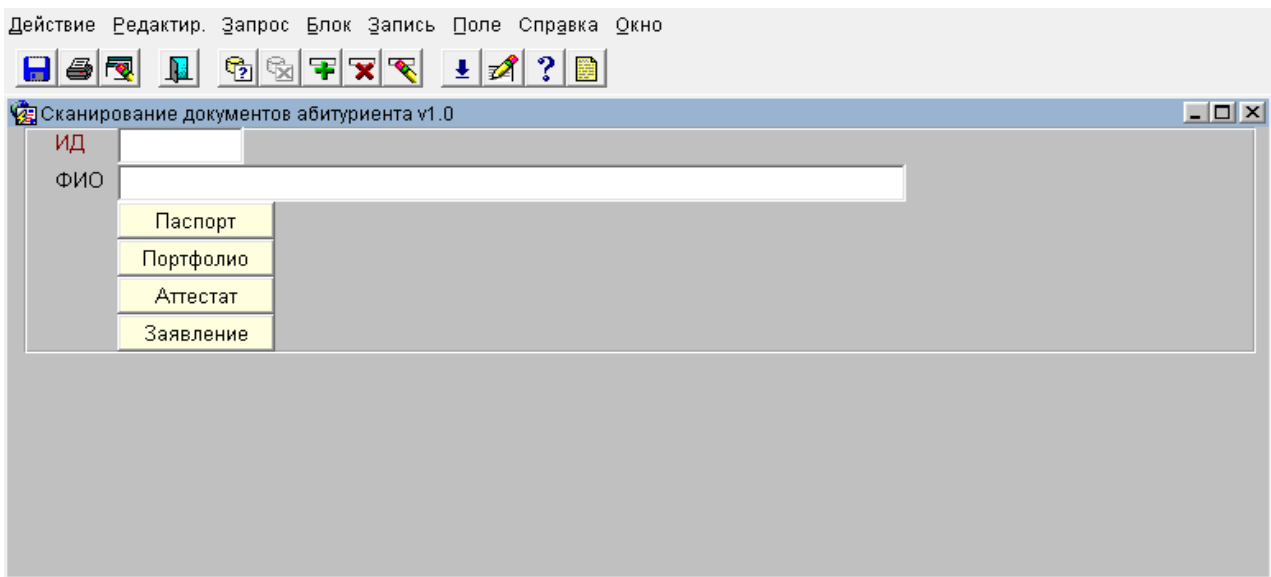 Действие Редактир. Запрос Блок Запись Поле Справка Окно
Сканирование документов абитуриента v1.0
ИД
ФИО
Паспорт
Портфолио
Аттестат
Заявление